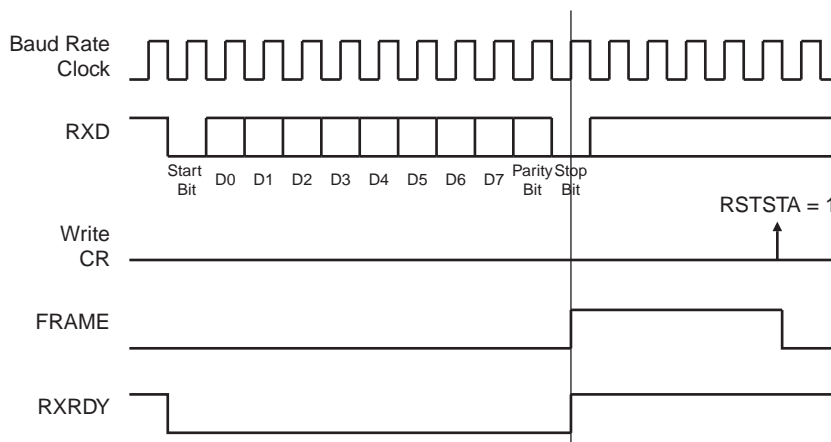 Baud Rate
Clock
RXD
Start
Bit
D0 D1 D2 D3 D4 D5 D6 D7
Parity
Bit
Stop
Bit
RSTSTA = 1
Write
CR
FRAME
RXRDY